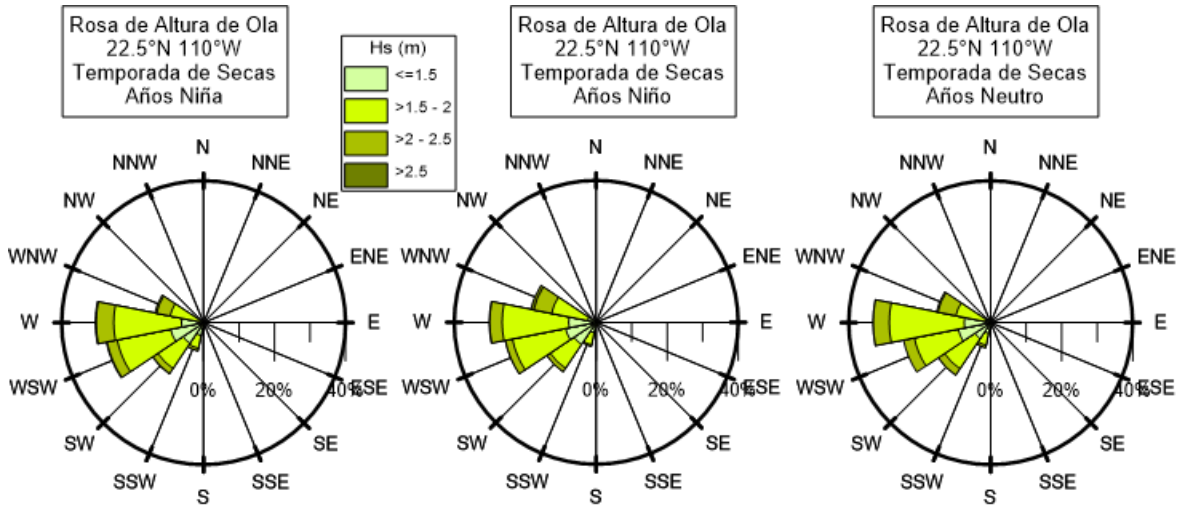 Rosa de Altura de Ola
22.5°N 110°W
Temporada de Secas
Años Niña
Hs (m)
<=1.5
>1.5 - 2
>2 - 2.5
>2.5
Rosa de Altura de Ola
22.5°N 110°W
Temporada de Secas
Años Niño
Rosa de Altura de Ola
22.5°N 110°W
Temporada de Secas
Años Neutro
N
NNE
NE
ENE
E
ESE
SE
SSE
S
SSW
SW
WSW
W
WNW
NW
NNW
0%
20%
40%
N
NNE
NE
ENE
E
ESE
SE
SSE
S
SSW
SW
WSW
W
WNW
NW
NNW
0%
20%
40%
N
NNE
NE
ENE
E
ESE
SE
SSE
S
SSW
SW
WSW
W
WNW
NW
NNW
0%
20%
40%